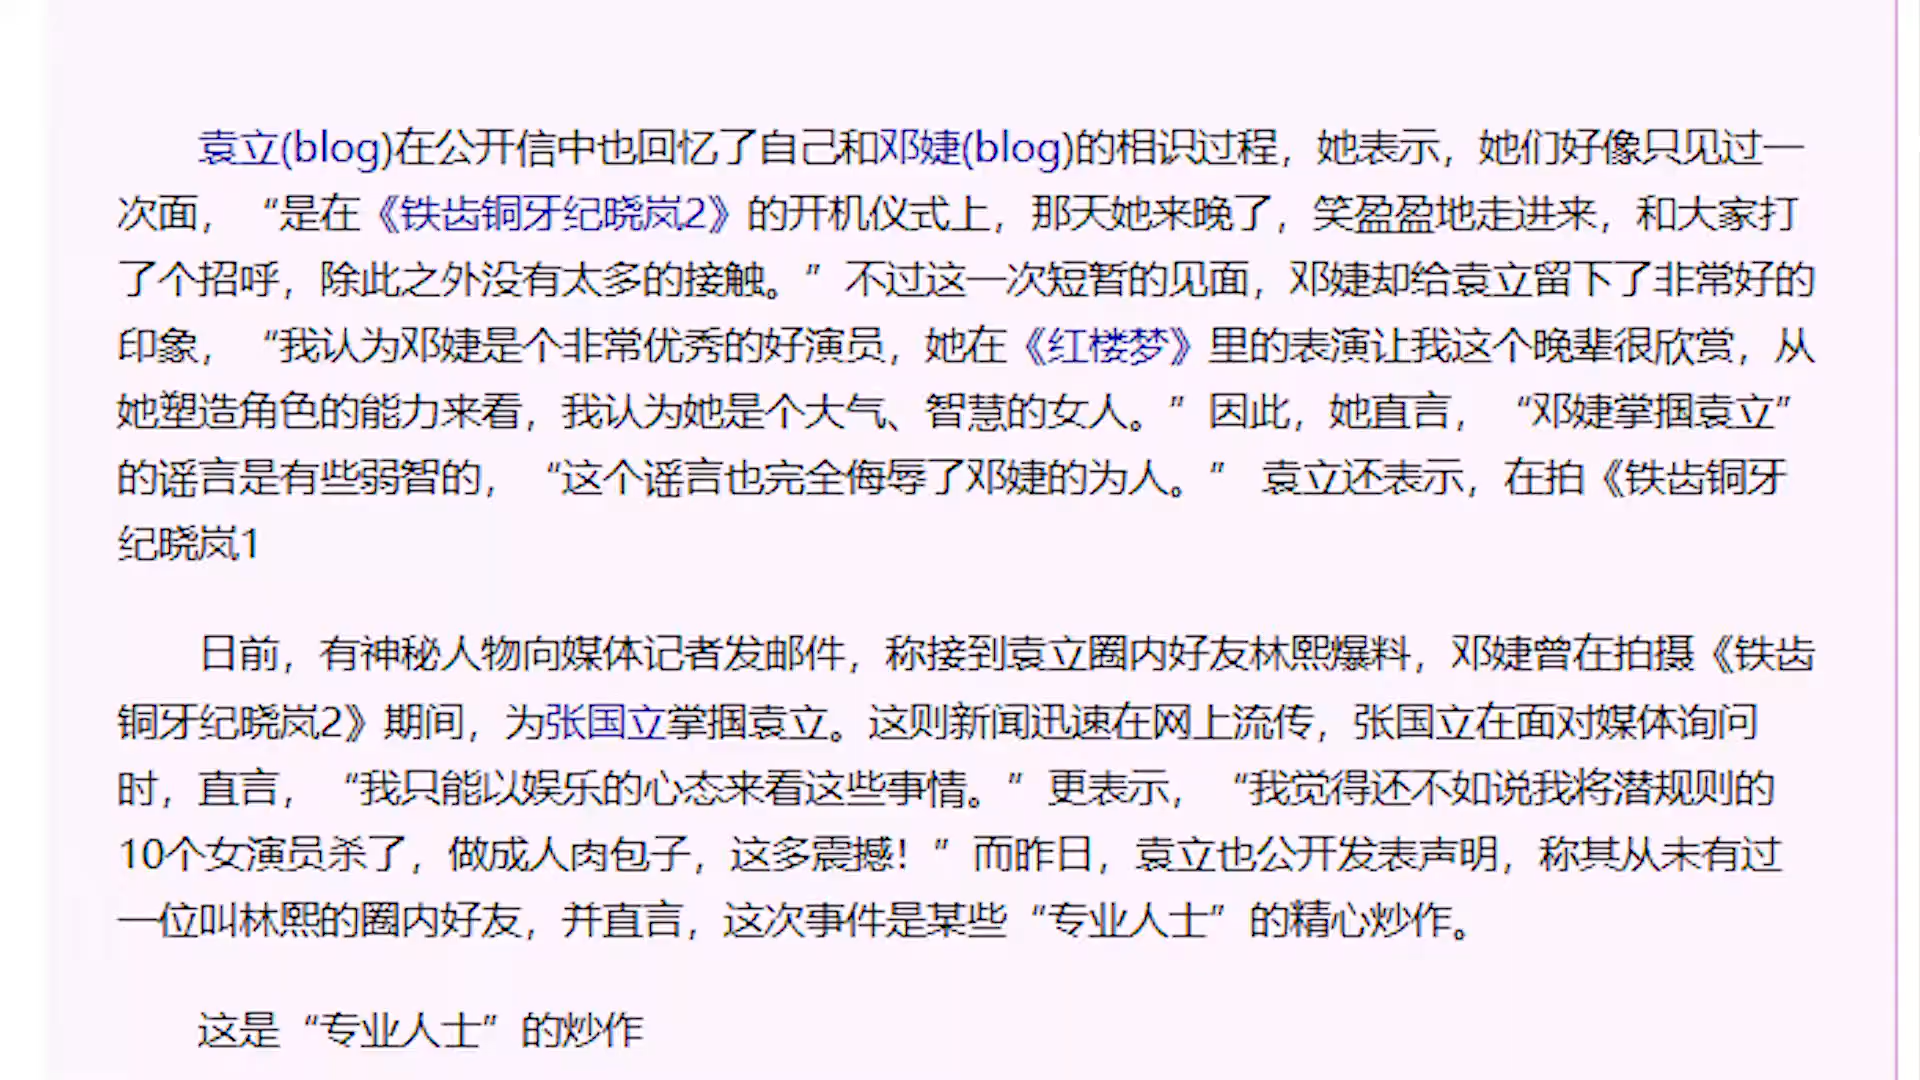 袁立(blog)在公开信中也回忆了自己和邓婕(blog)的相识过程，她表示，她们好像只见过一
次面，“是在《铁齿铜牙纪晓岚2》的开机仪式上，那天她来晚了，笑盈盈地走进来，和大家打
了个招呼，除此之外没有太多的接触。”不过这一次短暂的见面，邓婕却给袁立留下了非常好的
印象，“我认为邓婕是个非常优秀的好演员，她在《红楼梦》里的表演让我这个晚辈很欣赏，从
她塑造角色的能力来看，我认为她是个大气、智慧的女人。”因此，她直言，“邓婕掌掴袁立”
的谣言是有些弱智的，“这个谣言也完全侮辱了邓婕的为人。” 袁立还表示，在拍《铁齿铜牙
纪晓岚1
日前，有神秘人物向媒体记者发邮件，称接到袁立圈内好友林熙爆料，邓婕曾在拍摄《铁齿
铜牙纪晓岚2》期间，为张国立掌掴袁立。这则新闻迅速在网上流传，张国立在面对媒体询问
时，直言，“我只能以娱乐的心态来看这些事情。”更表示，“我觉得还不如说我将潜规则的
10个女演员杀了，做成人肉包子，这多震撼！”而昨日，袁立也公开发表声明，称其从未有过
一位叫林熙的圈内好友，并直言，这次事件是某些“专业人士”的精心炒作。
这是“专业人士”的炒作